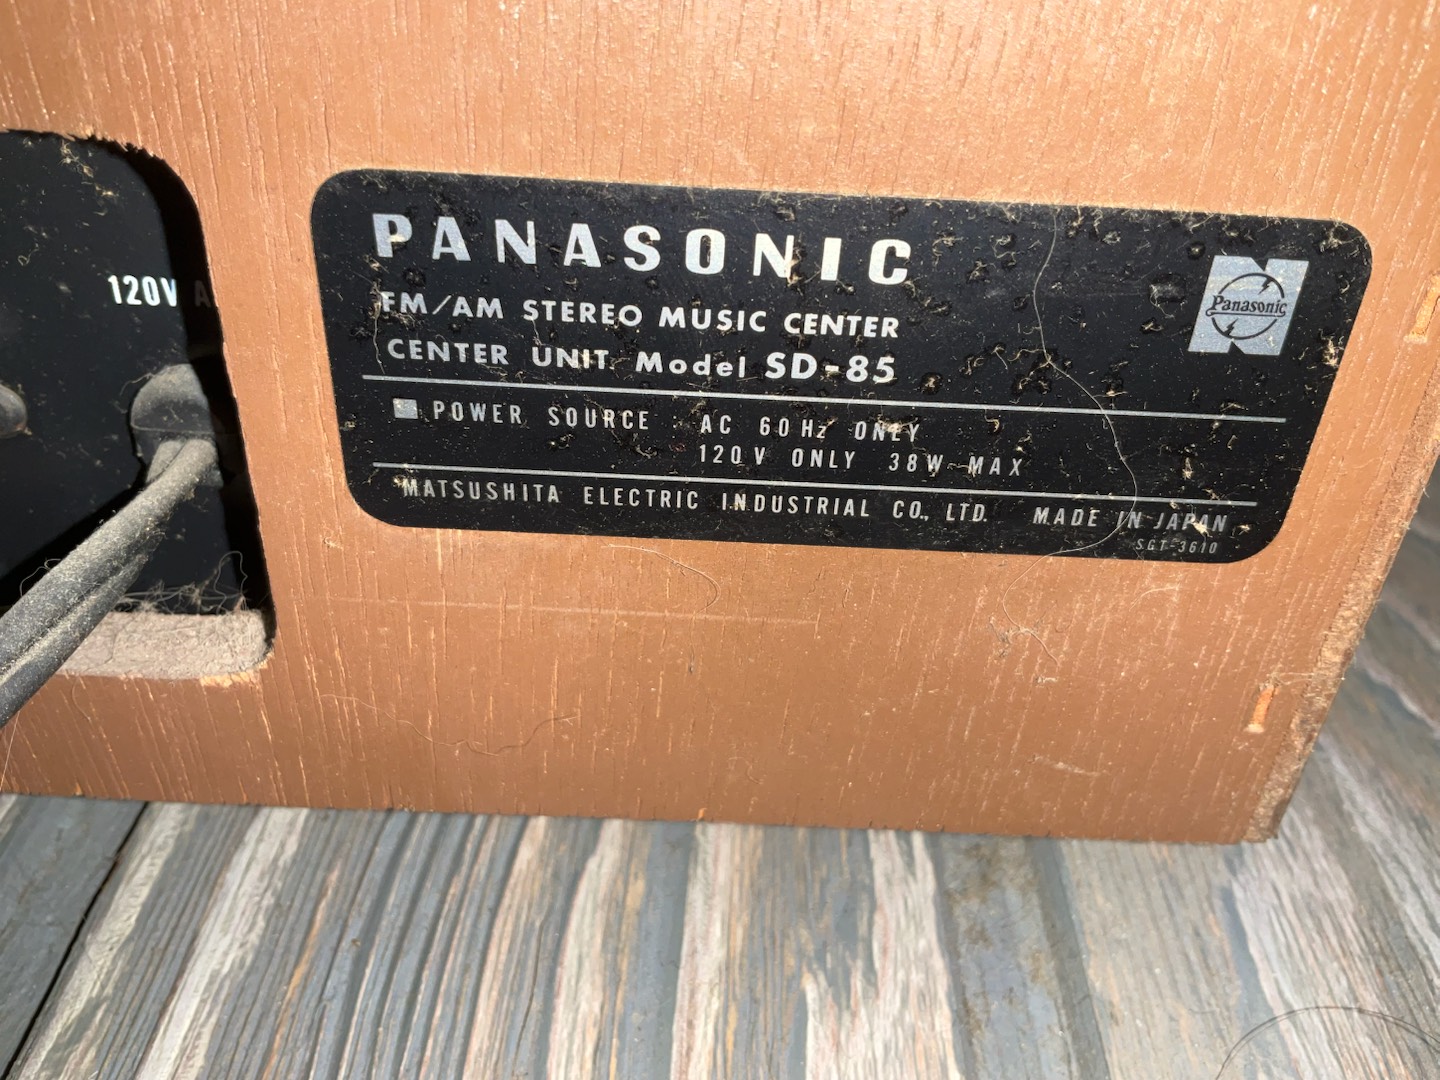 PANASONIC
Panasonic
FM/AM STEREO MUSIC CENTER
CENTER UNIT. Model SD-85
POWER SOURCE : AC 60Hz ONLY
120V ONLY 38W MAX
MATSUSHITA ELECTRIC INDUSTRIAL CO., LTD. MADE IN JAPAN
SGT-3610
120V A